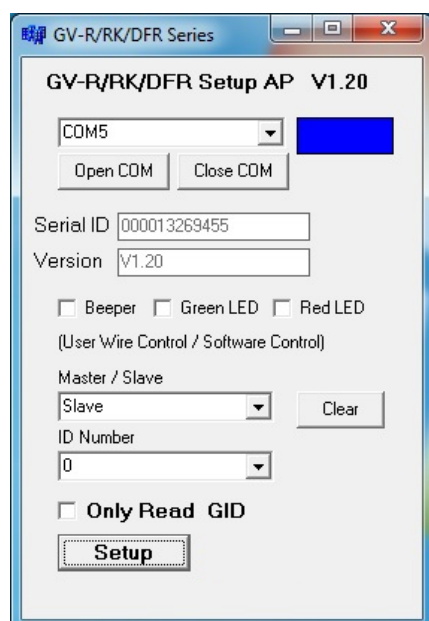 GV-R/RK/DFR Series
GV-R/RK/DFR Setup AP V1.20
COM5
Open COM Close COM
Serial ID 000013269455
Version V1.20
Beeper Green LED Red LED
(User Wire Control / Software Control)
Master / Slave
Slave Clear
ID Number
0
Only Read GID
Setup